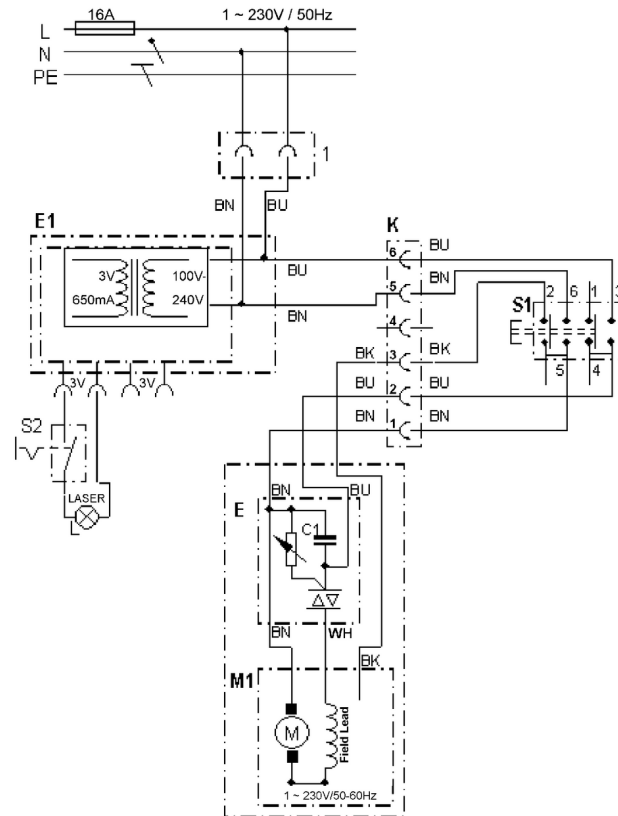 16A 1 ~ 230V / 50Hz
L
N
PE
1
BN BU
E1
K
3V 100V-
650mA 240V
BU
BN
6 BU
5 BN
4
BK 3 BK
BU 2 BU
BN 1 BN
2 6 1 3
S1
5 4
3V 3V
S2
LASER
BN BU
E
C1
BN WH
BK
M1
M
Field Lead
1 ~ 230V/50-60Hz